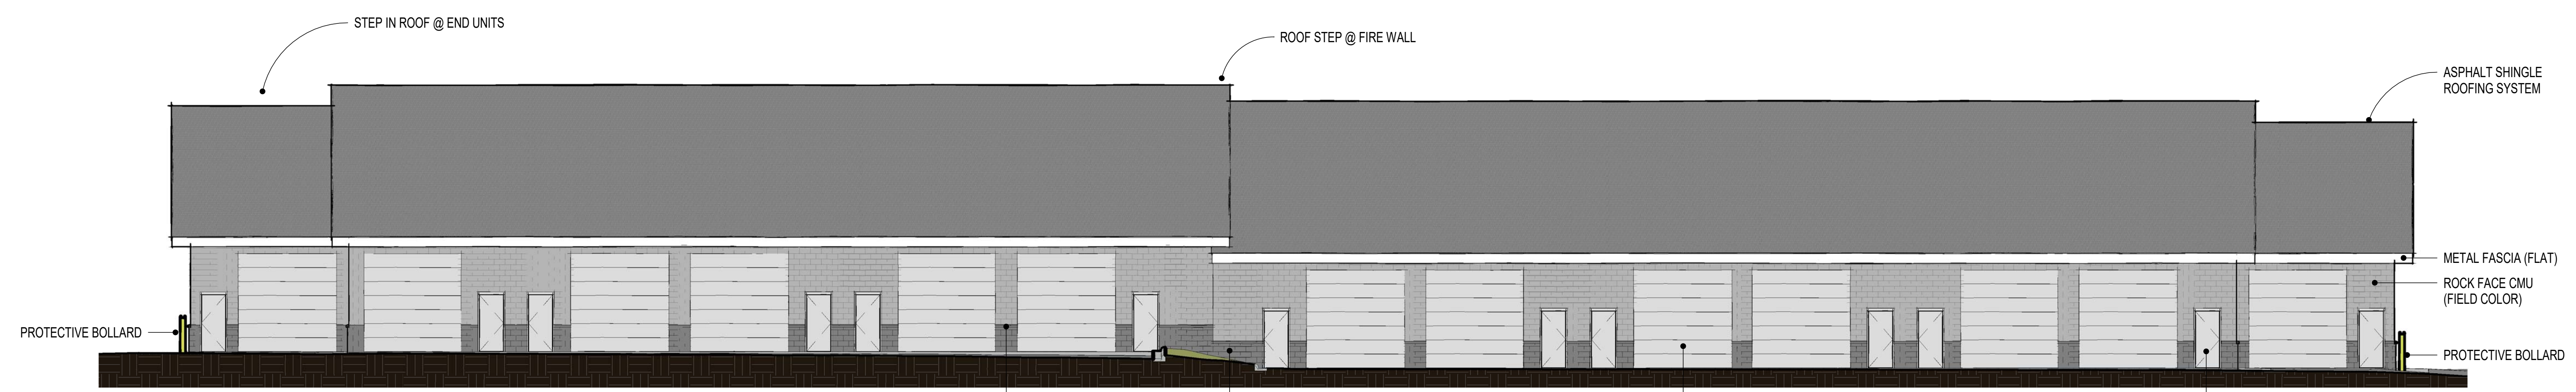 STEP IN ROOF @ END UNITS
ROOF STEP @ FIRE WALL
ASPHALT SHINGLE
ROOFING SYSTEM
METAL FASCIA (FLAT)
ROCK FACE CMU
(FIELD COLOR)
PROTECTIVE BOLLARD
PROTECTIVE BOLLARD